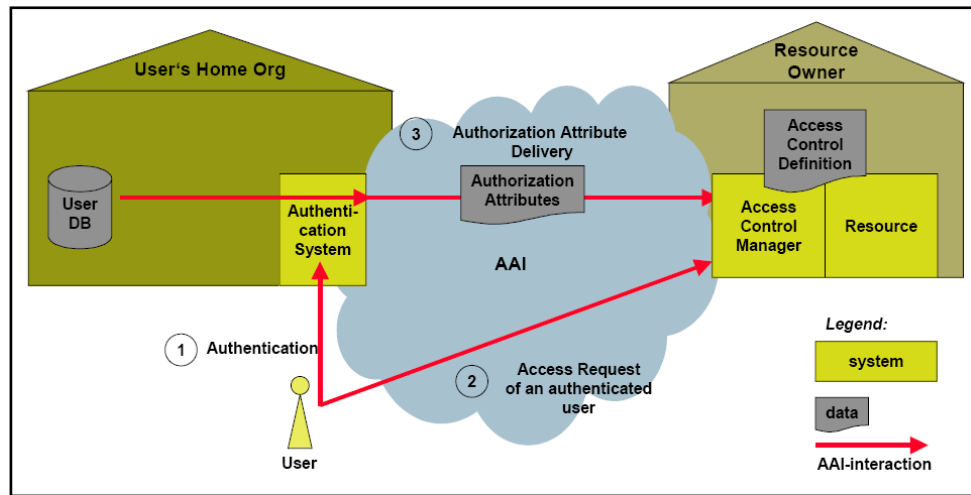 User's Home Org
Resource
Owner
3
Authorization Attribute
Delivery
Access
Control
Definition
User
DB
Authenti-
cation
System
Authorization
Attributes
Access
Control
Manager
Resource
AAI
1
Authentication
2
Access Request
of an authenticated
user
User
Legend:
system
data
AAI-interaction